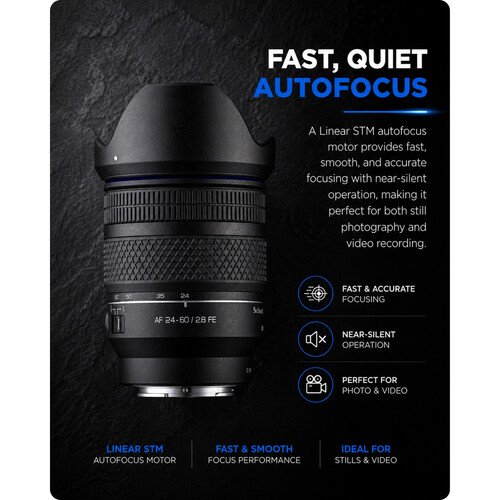 FAST, QUIET
AUTOFOCUS
A Linear STM autofocus
motor provides fast,
smooth, and accurate
focusing with near-silent
operation, making it
perfect for both still
photography and
video recording.
FAST & ACCURATE
FOCUSING
NEAR-SILENT
OPERATION
PERFECT FOR
PHOTO & VIDEO
60 50 35 24
AF 24-60 / 2.8 FE
LINEAR STM
AUTOFOCUS MOTOR
FAST & SMOOTH
FOCUS PERFORMANCE
IDEAL FOR
STILLS & VIDEO